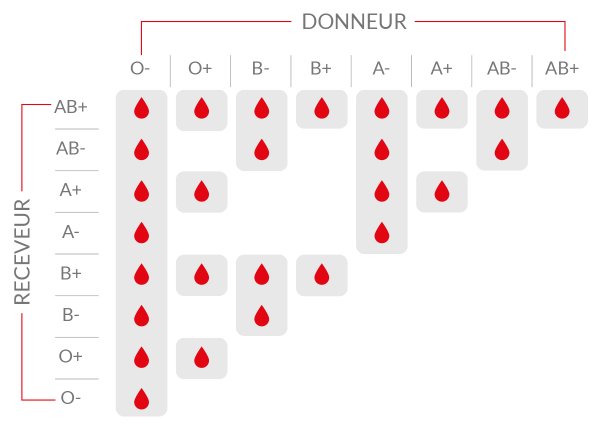 DONNEUR
O- O+ B- B+ A- A+ AB- AB+
RECEVEUR
AB+
AB-
A+
A-
B+
B-
O+
O-